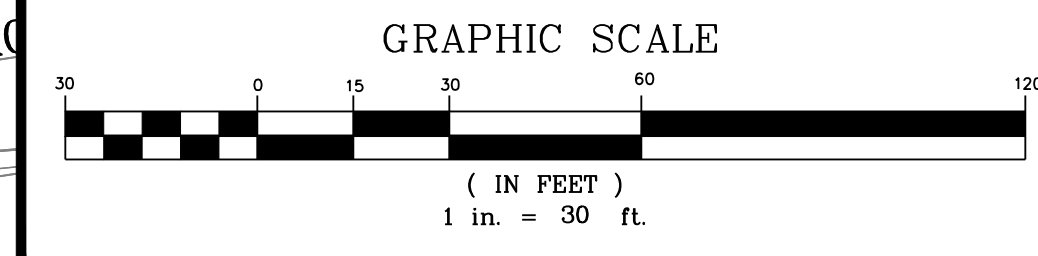 GRAPHIC SCALE
30 0 15 30 60 120
( IN FEET )
1 in. = 30 ft.